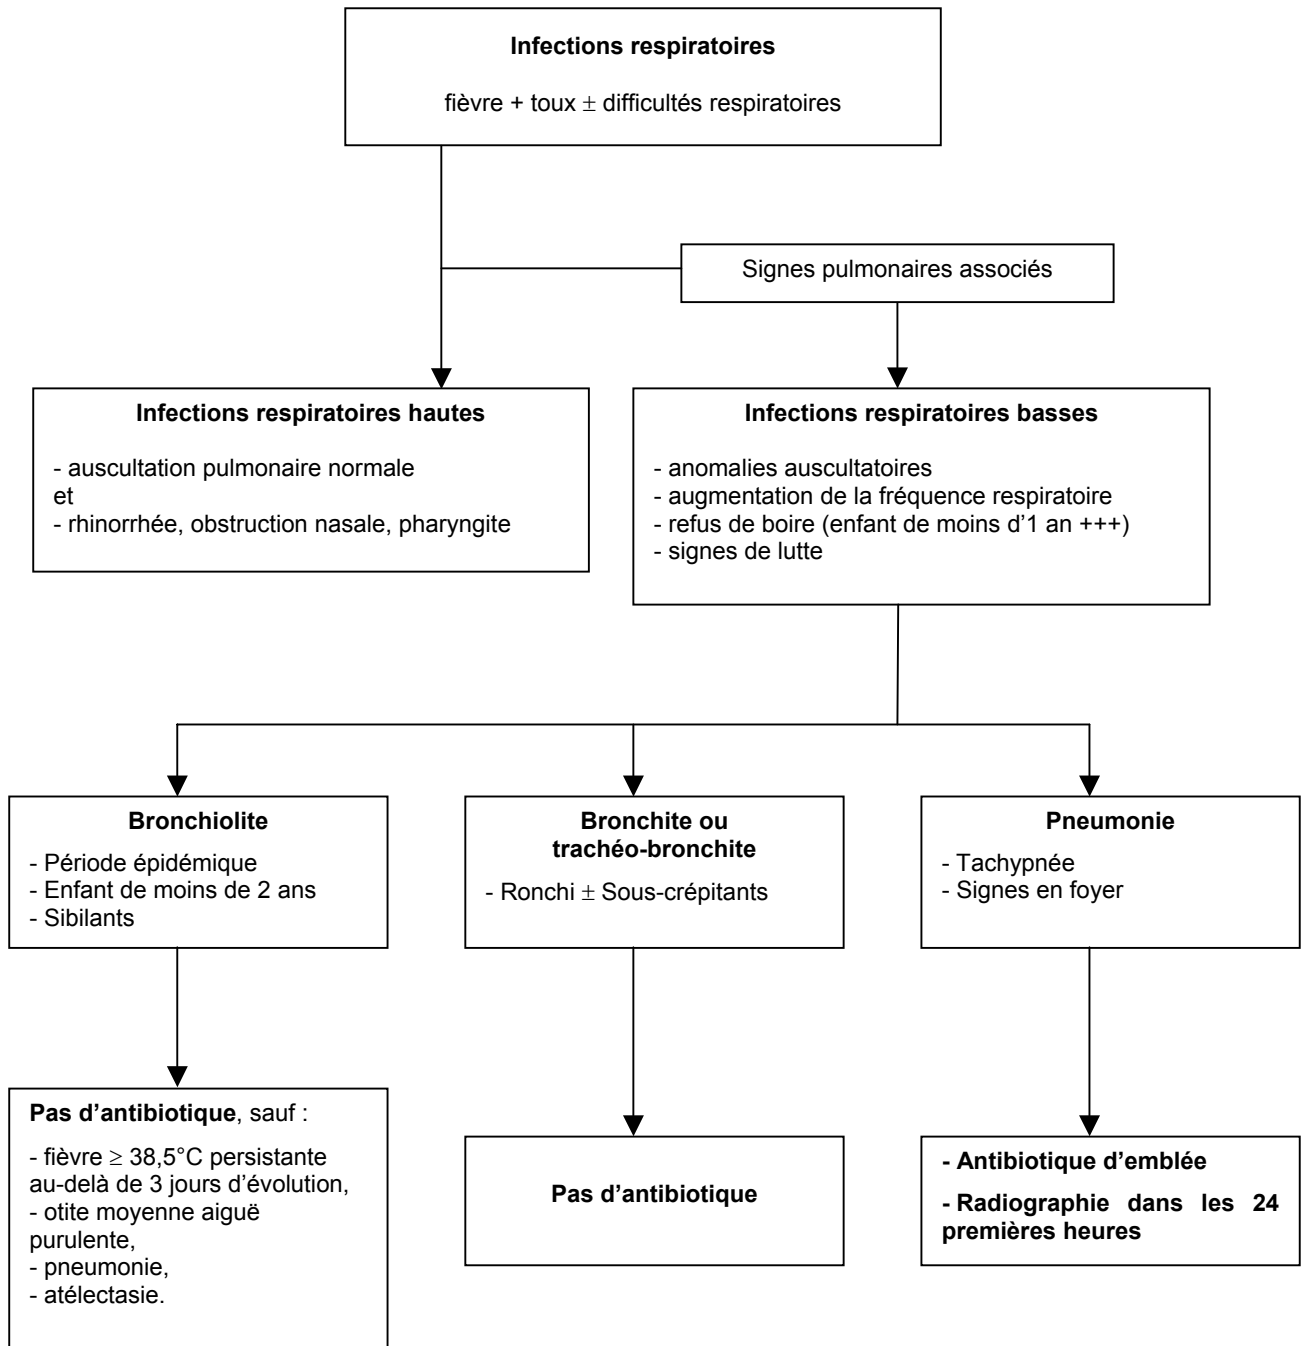 Infections respiratoires
fièvre + toux ± difficultés respiratoires
Signes pulmonaires associés
Infections respiratoires hautes
- auscultation pulmonaire normale
et
- rhinorrhée, obstruction nasale, pharyngite
Infections respiratoires basses
- anomalies auscultatoires
- augmentation de la fréquence respiratoire
- refus de boire (enfant de moins d’1 an +++)
- signes de lutte
Bronchiolite
- Période épidémique
- Enfant de moins de 2 ans
- Sibilants
Bronchite ou
trachéo-bronchite
- Ronchi ± Sous-crépitants
Pneumonie
- Tachypnée
- Signes en foyer
Pas d’antibiotique, sauf :
- fièvre ≥ 38,5°C persistante
au-delà de 3 jours d’évolution,
- otite moyenne aiguë
purulente,
- pneumonie,
- atélectasie.
Pas d’antibiotique
- Antibiotique d’emblée
- Radiographie dans les 24
premières heures